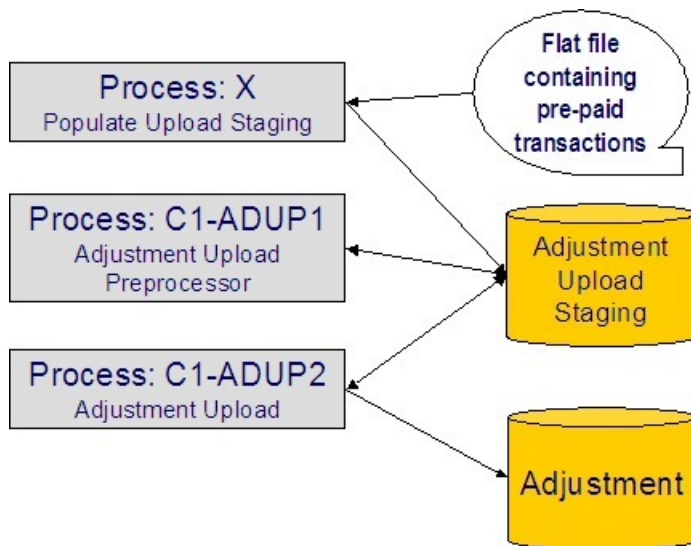 Process: X
Populate Upload Staging
Flat file
containing
pre-paid
transactions
Process: C1-ADUP1
Adjustment Upload
Preprocessor
Adjustment
Upload
Staging
Process: C1-ADUP2
Adjustment Upload
Adjustment